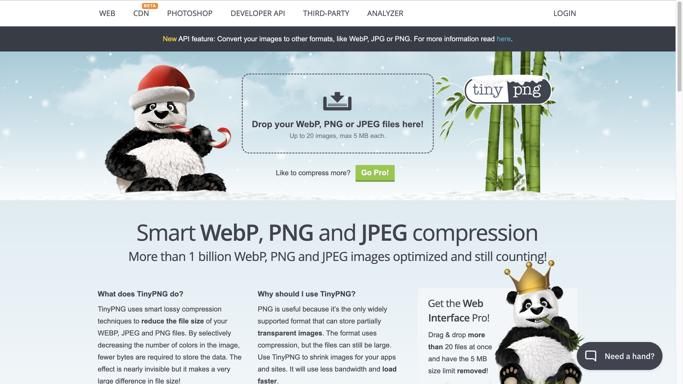 WEB CDN BETA PHOTOSHOP DEVELOPER API THIRD-PARTY ANALYZER LOGIN
New API feature: Convert your images to other formats, like WebP, JPG or PNG. For more information read here.
tiny png
Drop your WebP, PNG or JPEG files here!
Up to 20 images, max 5 MB each.
Like to compress more? Go Pro!
Smart WebP, PNG and JPEG compression
More than 1 billion WebP, PNG and JPEG images optimized and still counting!
What does TinyPNG do?
TinyPNG uses smart lossy compression
techniques to reduce the file size of your
WEBP, JPEG and PNG files. By selectively
decreasing the number of colors in the image,
fewer bytes are required to store the data. The
effect is nearly invisible but it makes a very
large difference in file size!
Why should I use TinyPNG?
PNG is useful because it's the only widely
supported format that can store partially
transparent images. The format uses
compression, but the files can still be large.
Use TinyPNG to shrink images for your apps
and sites. It will use less bandwidth and load
faster.
Get the Web
Interface Pro!
Drag & drop more
than 20 files at once
and have the 5 MB
size limit removed!
Need a hand?